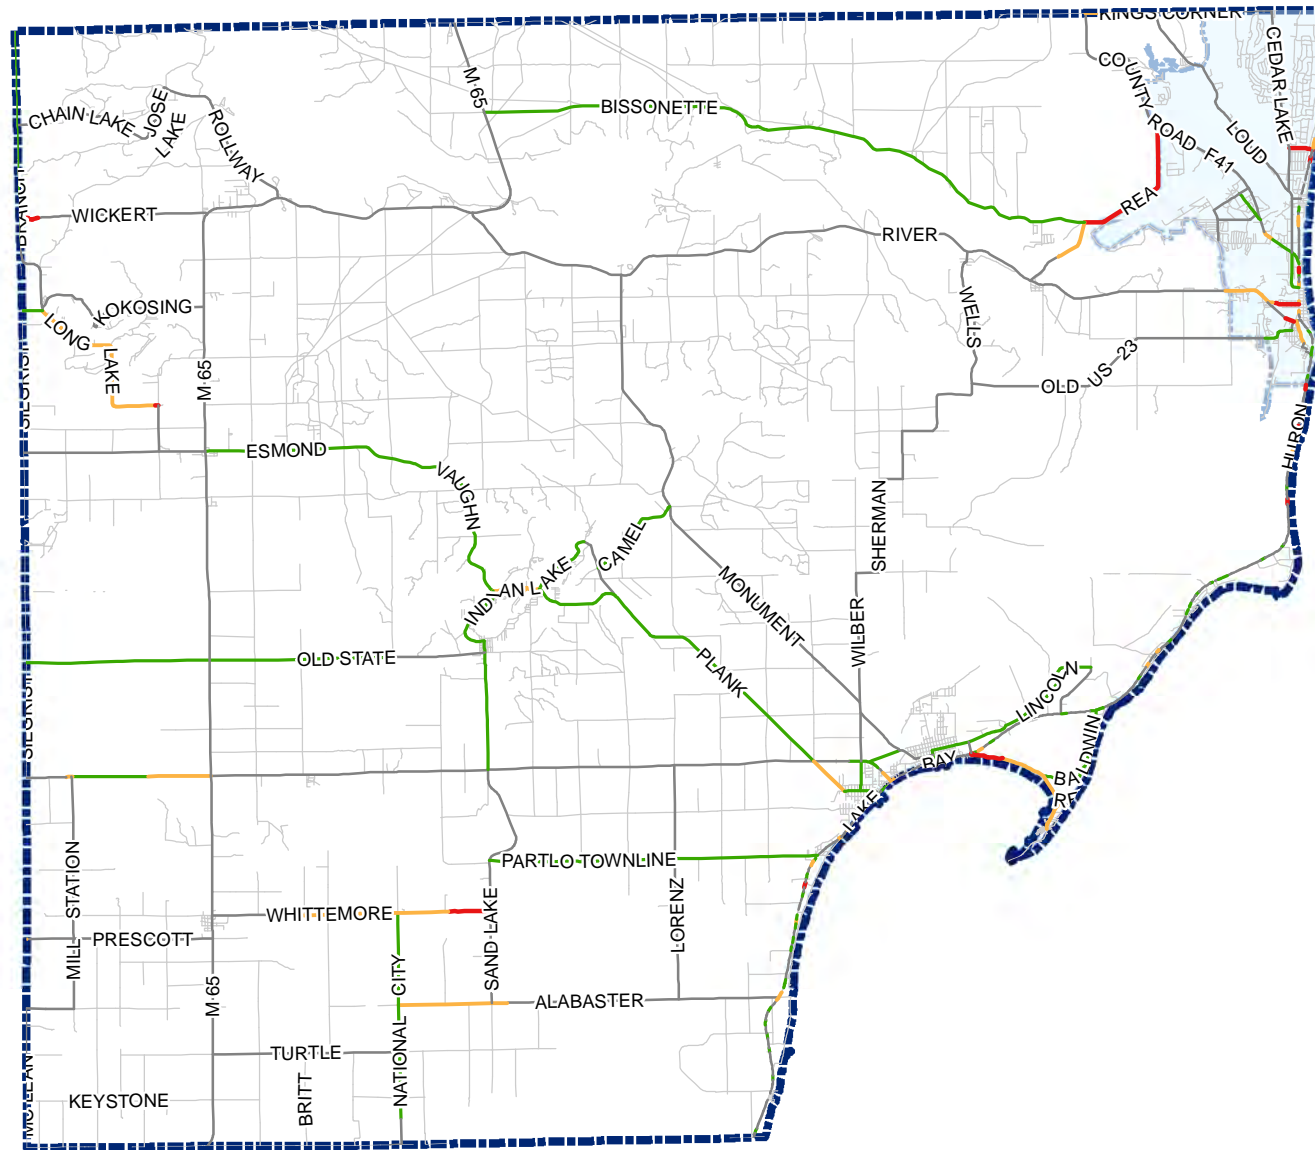 KINGS CORNER
M 65
COUNTY ROAD F41
CEDAR LAKE
BISSONETTE
CHAIN LAKE
JOSE
LAKE
ROLLWAY
LOUD
BRANCH
WICKERT
REA
RIVER
KOKOSING
LONG
LAKE
M 65
WELLS
OLD US 23
HURON
ESMOND
VAUGHN
SHERMAN
CAMEL
INDIAN LAKE
MONUMENT
WILBER
OLD STATE
PLANK
LINCOLN
BALDWIN
BAY
LAKE
MILL STATION
PARTLO TOWNLINE
WHITTEMORE
SAND LAKE
LORENZ
PRESCOTT
M 65
NATIONAL CITY
ALABASTER
TURTLE
BRITT
KEYSTONE